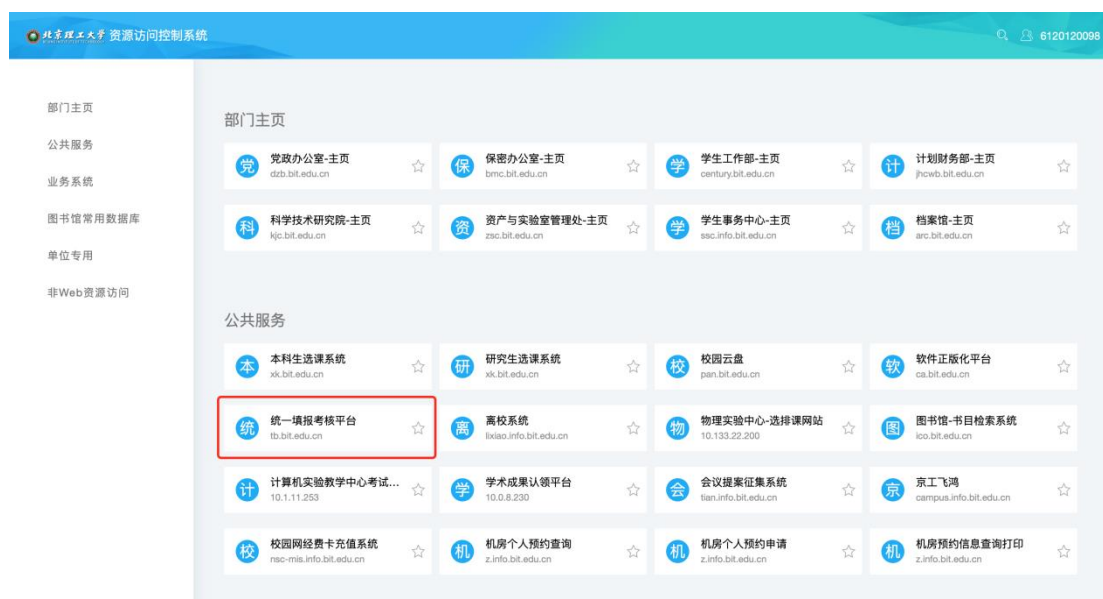 北京理工大学 资源访问控制系统
6120120098
部门主页
公共服务
业务系统
图书馆常用数据库
单位专用
非Web资源访问
部门主页
党 党政办公室-主页
dzb.bit.edu.cn
保 保密办公室-主页
bmc.bit.edu.cn
学 学生工作部-主页
century.bit.edu.cn
计 计划财务部-主页
jhcwb.bit.edu.cn
科 科学技术研究院-主页
kjc.bit.edu.cn
资 资产与实验室管理处-主页
zsc.bit.edu.cn
学 学生事务中心-主页
ssc.info.bit.edu.cn
档 档案馆-主页
arc.bit.edu.cn
公共服务
本 本科生选课系统
xk.bit.edu.cn
研 研究生选课系统
xk.bit.edu.cn
校 校园云盘
pan.bit.edu.cn
软 软件正版化平台
ca.bit.edu.cn
统 统一填报考核平台
tb.bit.edu.cn
离 离校系统
lixiao.info.bit.edu.cn
物 物理实验中心-选排课网站
10.133.22.200
图 图书馆-书目检索系统
ico.bit.edu.cn
计 计算机实验教学中心考试...
10.1.11.253
学 学术成果认领平台
10.0.8.230
会 会议提案征集系统
tian.info.bit.edu.cn
京 京工飞鸿
campus.info.bit.edu.cn
校 校园网经费卡充值系统
nsc-mis.info.bit.edu.cn
机 机房个人预约查询
z.info.bit.edu.cn
机 机房个人预约申请
z.info.bit.edu.cn
机 机房预约信息查询打印
z.info.bit.edu.cn